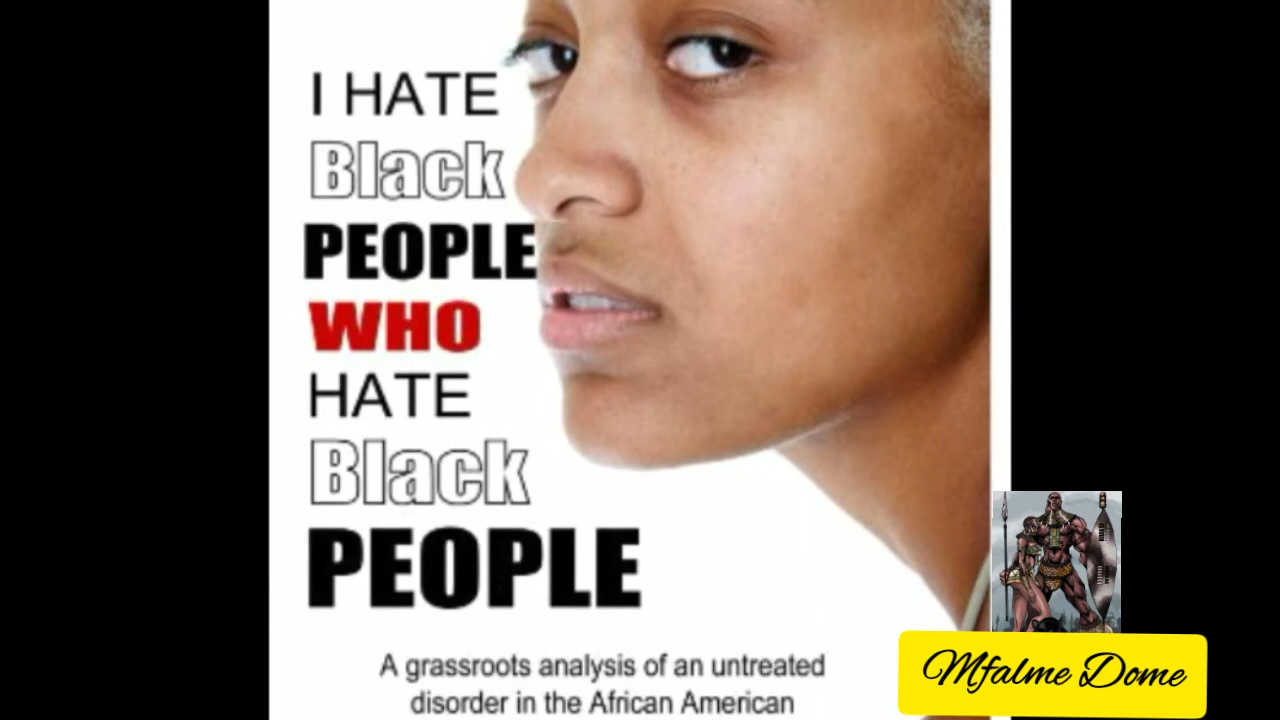 I HATE
Black
PEOPLE
WHO
HATE
Black
PEOPLE
A grassroots analysis of an untreated
disorder in the African American
Mfalme Dome